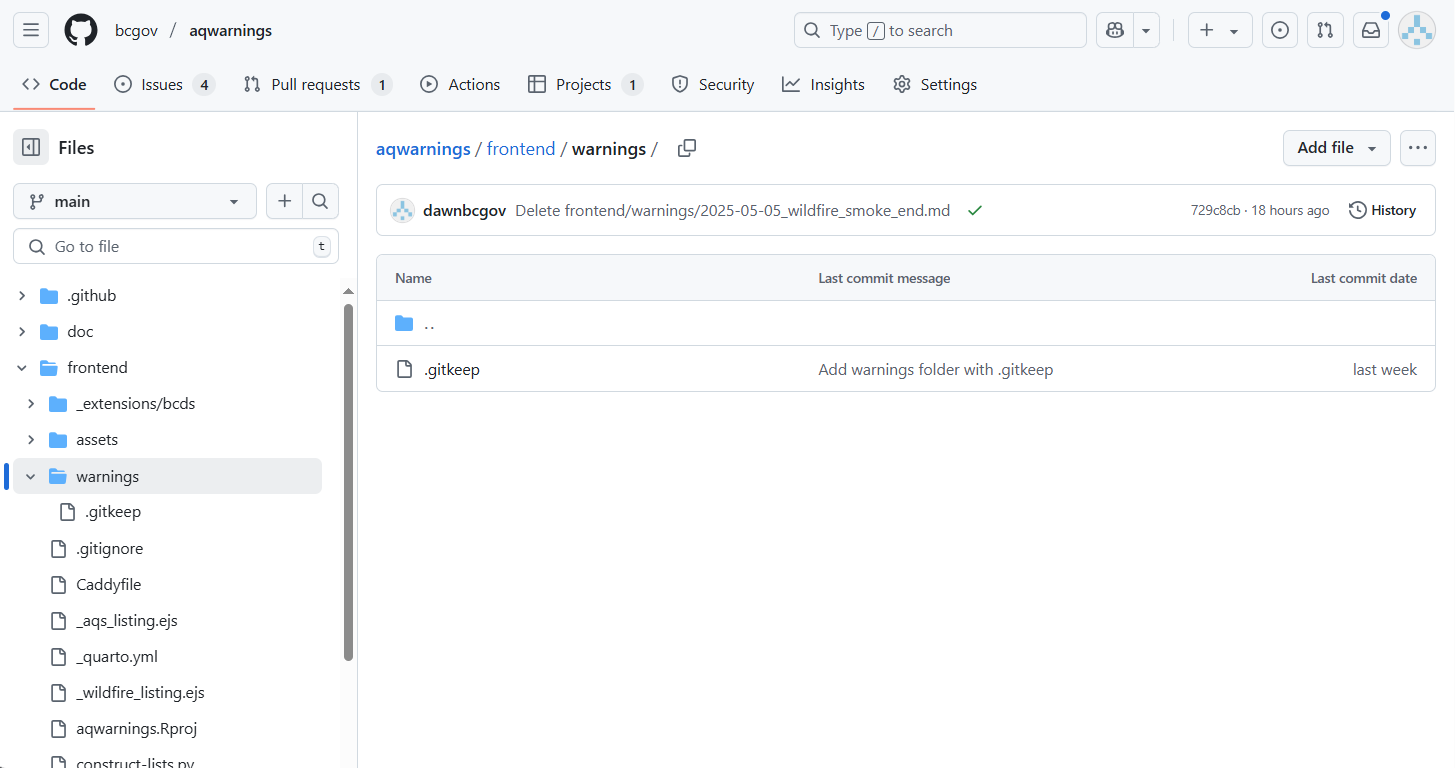 bcgov / aqwarnings
Type / to search
Code
Issues 4
Pull requests 1
Actions
Projects 1
Security
Insights
Settings
Files
main
Go to file
t
.github
doc
frontend
_extensions/bcds
assets
warnings
.gitkeep
.gitignore
Caddyfile
_aqs_listing.ejs
_quarto.yml
_wildfire_listing.ejs
aqwarnings.Rproj
construct-lists.py
aqwarnings / frontend / warnings /
Add file
dawnbcgov Delete frontend/warnings/2025-05-05_wildfire_smoke_end.md
729c8cb · 18 hours ago
History
Name Last commit message Last commit date
..
.gitkeep Add warnings folder with .gitkeep last week